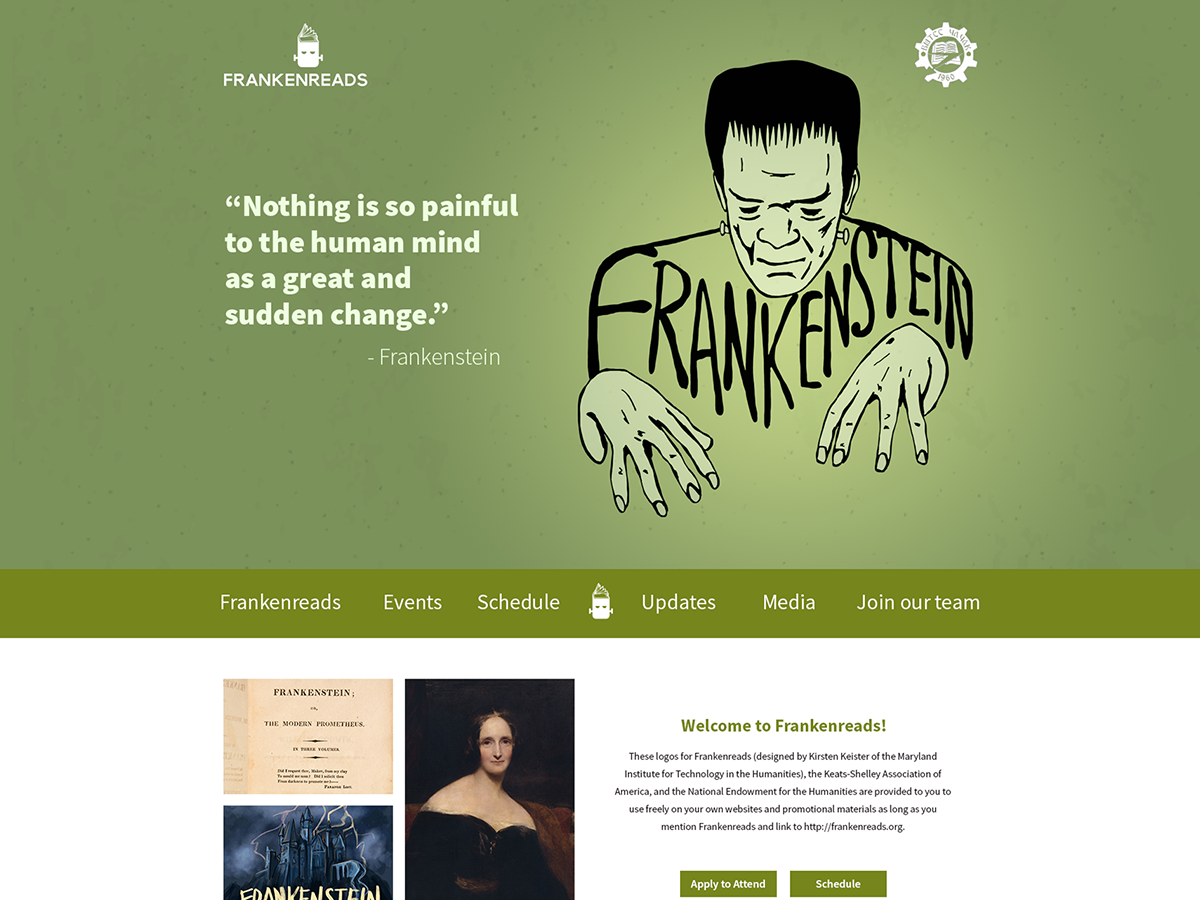 FRANKENREADS
1960
“Nothing is so painful
to the human mind
as a great and
sudden change.”
- Frankenstein
FRANKENSTEIN
Frankenreads
Events
Schedule
Updates
Media
Join our team
FRANKENSTEIN;
OR,
THE MODERN PROMETHEUS.
IN THREE VOLUMES.
Did I request thee, Maker, from my clay
To mould me man? Did I solicit thee
From darkness to promote me?——
PARADISE LOST.
FRANKENSTEIN
Welcome to Frankenreads!
These logos for Frankenreads (designed by Kirsten Keister of the Maryland
Institute for Technology in the Humanities), the Keats-Shelley Association of
America, and the National Endowment for the Humanities are provided to you to
use freely on your own websites and promotional materials as long as you
mention Frankenreads and link to http://frankenreads.org.
Apply to Attend
Schedule